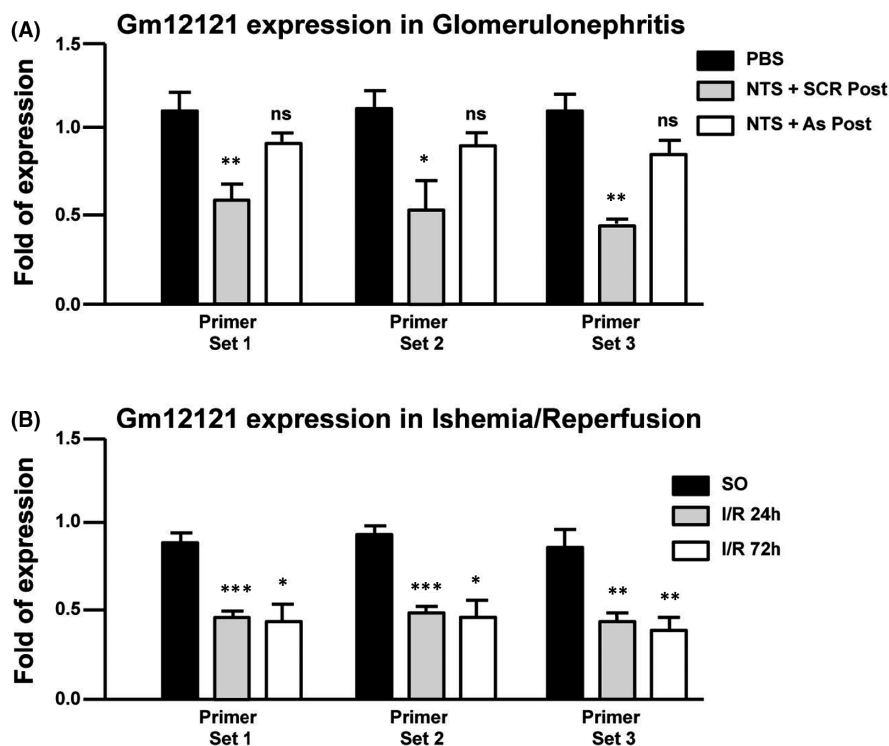 (A)
Gm12121 expression in Glomerulonephritis
Fold of expression
1.5
1.0
0.5
0.0
**
ns
*
ns
**
ns
PBS
NTS + SCR Post
NTS + As Post
Primer
Set 1
Primer
Set 2
Primer
Set 3
(B)
Gm12121 expression in Ishemia/Reperfusion
Fold of expression
1.5
1.0
0.5
0.0
***
*
***
*
**
**
SO
I/R 24h
I/R 72h
Primer
Set 1
Primer
Set 2
Primer
Set 3